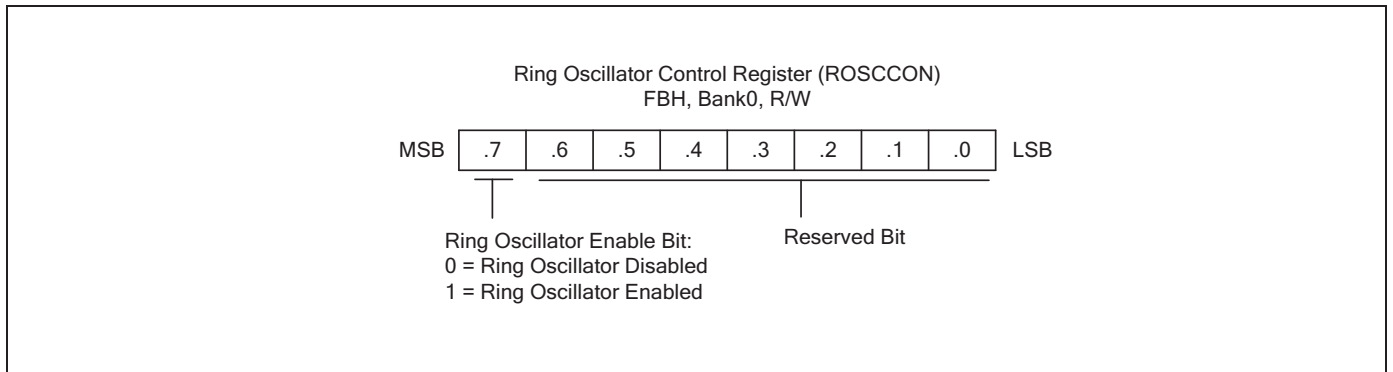 Ring Oscillator Control Register (ROSCCON)
FBH, Bank0, R/W
MSB .7 .6 .5 .4 .3 .2 .1 .0 LSB
Ring Oscillator Enable Bit:
0 = Ring Oscillator Disabled
1 = Ring Oscillator Enabled
Reserved Bit